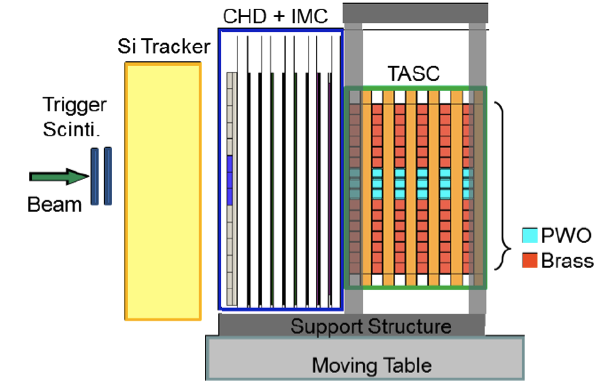 CHD + IMC
Si Tracker
TASC
Trigger
Scinti.
Beam
PWO
Brass
Support Structure
Moving Table